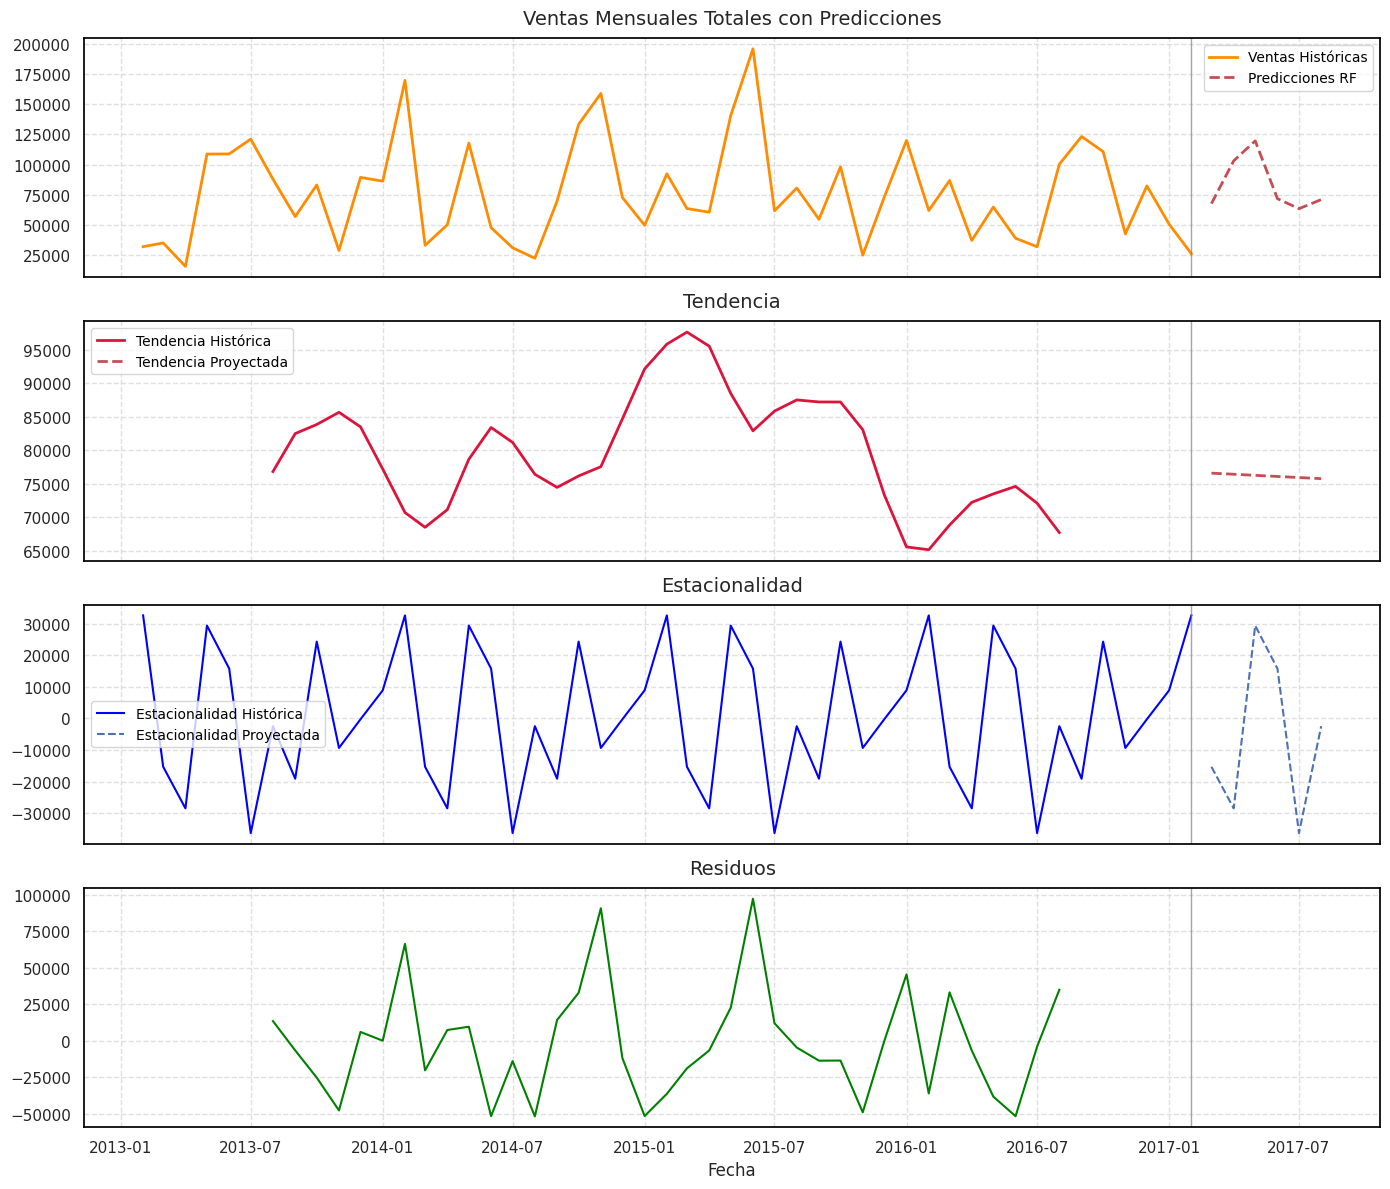 Ventas Mensuales Totales con Predicciones
200000
175000
150000
125000
100000
75000
50000
25000
Ventas Históricas
Predicciones RF
Tendencia
95000
90000
85000
80000
75000
70000
65000
Tendencia Histórica
Tendencia Proyectada
Estacionalidad
30000
20000
10000
0
−10000
−20000
−30000
Estacionalidad Histórica
Estacionalidad Proyectada
Residuos
100000
75000
50000
25000
0
−25000
−50000
2013-01 2013-07 2014-01 2014-07 2015-01 2015-07 2016-01 2016-07 2017-01 2017-07
Fecha